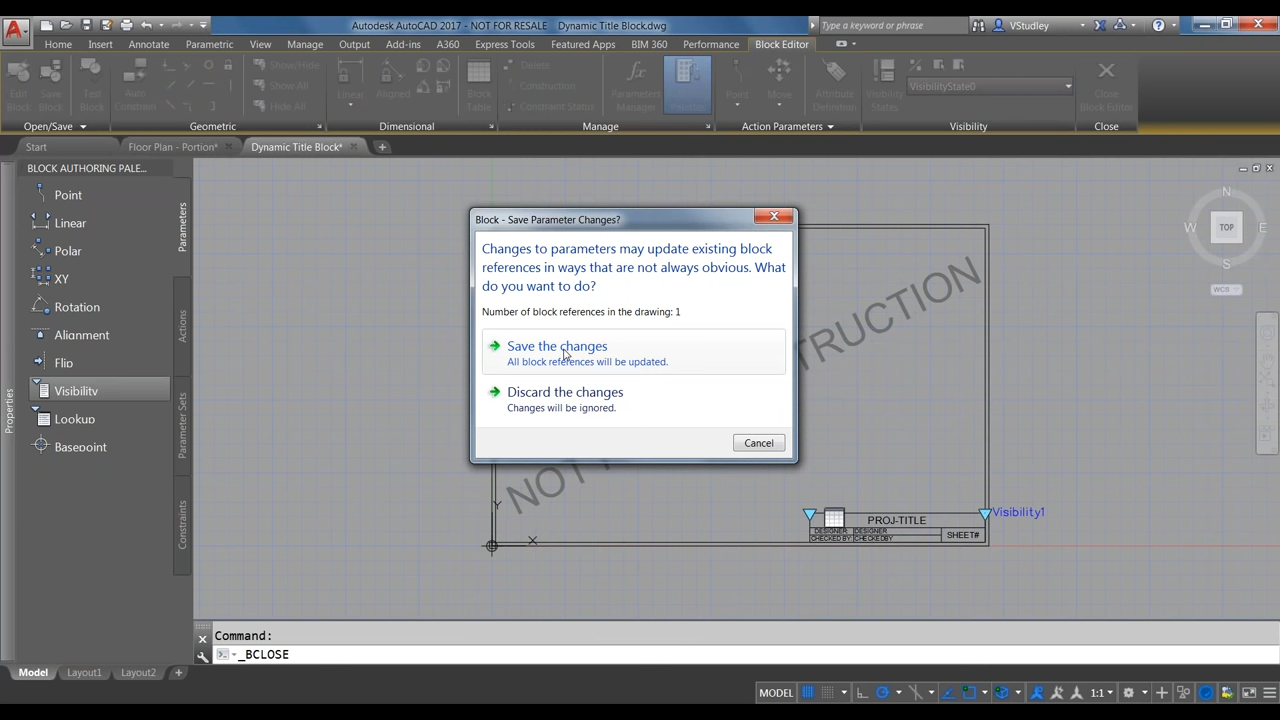 Autodesk AutoCAD 2017 - NOT FOR RESALE Dynamic Title Block.dwg
Type a keyword or phrase
VStudley
Home Insert Annotate Parametric View Manage Output Add-ins A360 Express Tools Featured Apps BIM 360 Performance Block Editor
Edit Block
Save Block
Test Block
Auto Constrain
Show/Hide
Show All
Hide All
Linear
Aligned
Block Table
Delete
Construction
Constraint Status
Parameters Manager
Authoring Palettes
Point
Move
Attribute Definition
Visibility States
VisibilityState0
Close Block Editor
Open/Save Geometric Dimensional Manage Action Parameters Visibility Close
Start Floor Plan - Portion* Dynamic Title Block*
BLOCK AUTHORING PALE...
Point
Linear
Polar
XY
Rotation
Alignment
Flip
Visibility
Lookup
Basepoint
Parameters
Actions
Parameter Sets
Constraints
Properties
Block - Save Parameter Changes?
Changes to parameters may update existing block
references in ways that are not always obvious. What
do you want to do?
Number of block references in the drawing: 1
Save the changes
All block references will be updated.
Discard the changes
Changes will be ignored.
Cancel
N
W TOP E
S
WCS
Y
X
PROJ-TITLE
DESIGNER: DESIGNER
CHECKED BY: CHECKEDBY
SHEET#
Visibility1
Command:
_BCLOSE
Model Layout1 Layout2
MODEL
1:1